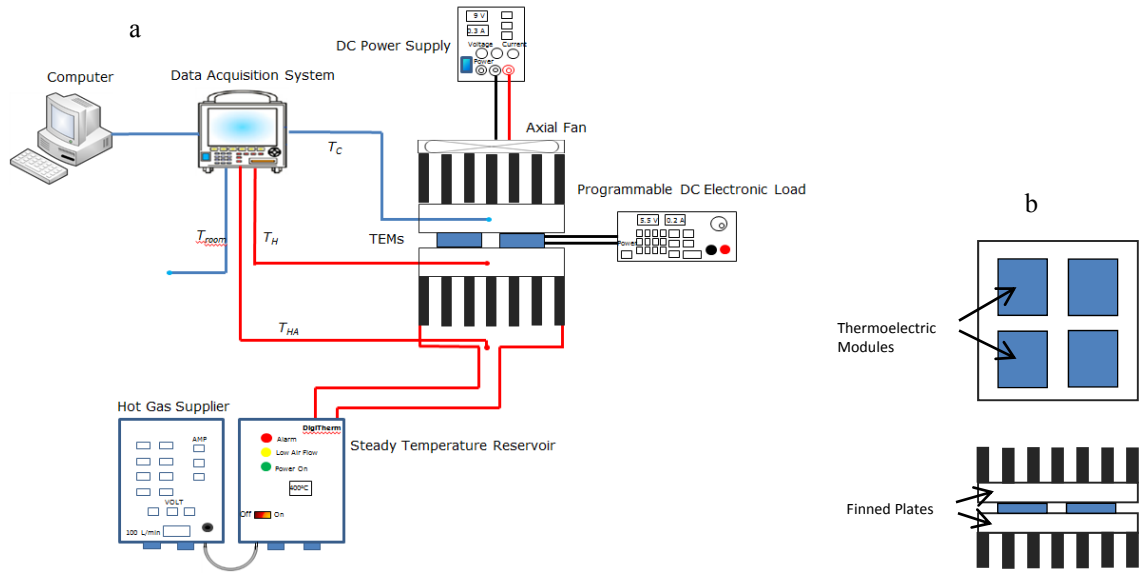 a
9 V
0.3 A
Voltage Current
Power
DC Power Supply
Computer
Data Acquisition System
Axial Fan
T_C
Programmable DC Electronic Load
5.5 V 0.2 A
Power
T_room
T_H
TEMs
T_HA
b
Thermoelectric
Modules
Finned Plates
Hot Gas Supplier
AMP
VOLT
100 L/min
DigiTherm
Alarm
Low Air Flow
Power On
400°C
Off On
Steady Temperature Reservoir